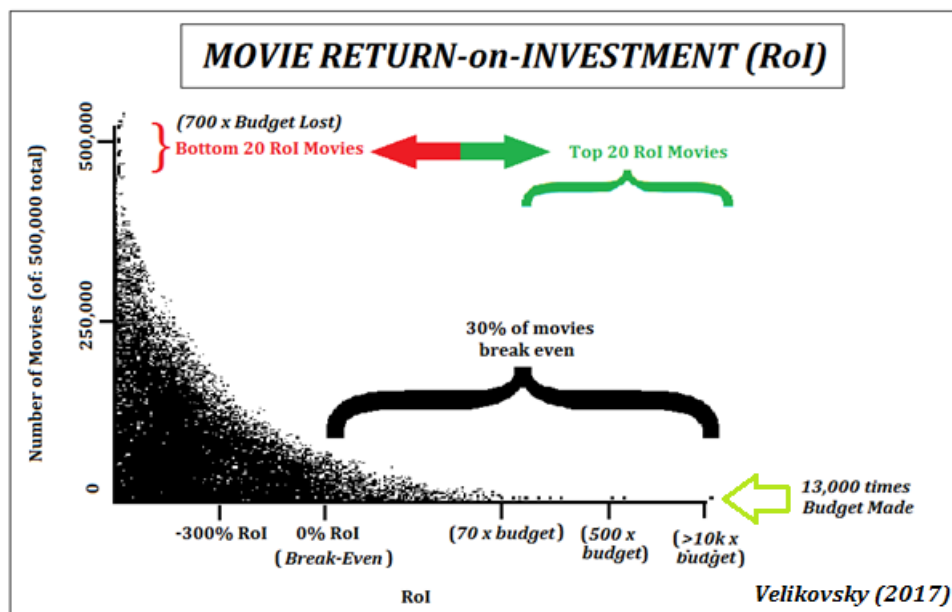 MOVIE RETURN-on-INVESTMENT (RoI)
(700 x Budget Lost)
Bottom 20 RoI Movies
Top 20 RoI Movies
Number of Movies (of: 500,000 total)
500,000
250,000
0
30% of movies
break even
13,000 times
Budget Made
-300% RoI
0% RoI
(Break-Even)
(70 x budget)
(500 x
budget)
(>10k x
budget)
RoI
Velikovsky (2017)